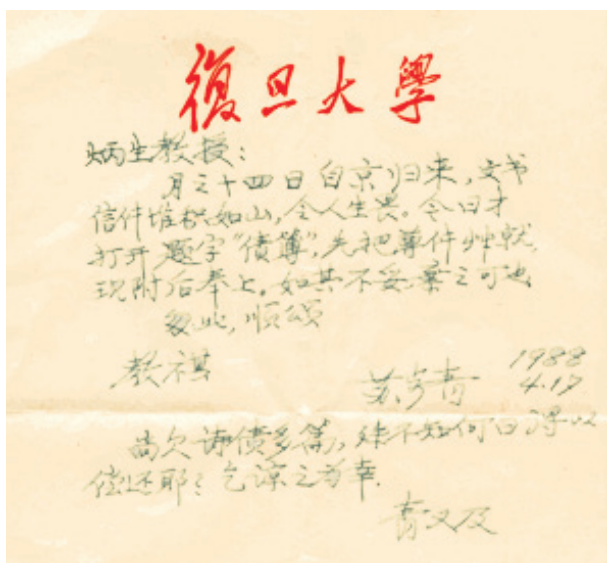 復旦大學
炳生教授：
月之十四日自京归来，文书
信件堆积如山，令人生畏。今日才
打开题字“债簿”，先把尊件抄就，
现附后奉上。如其不妥，弃之可也
致此，顺颂
教祺
苏步青 1988
4.17
尚欠诗债多篇，殊不知何日得以
偿还耶？乞谅之为幸。
青又及